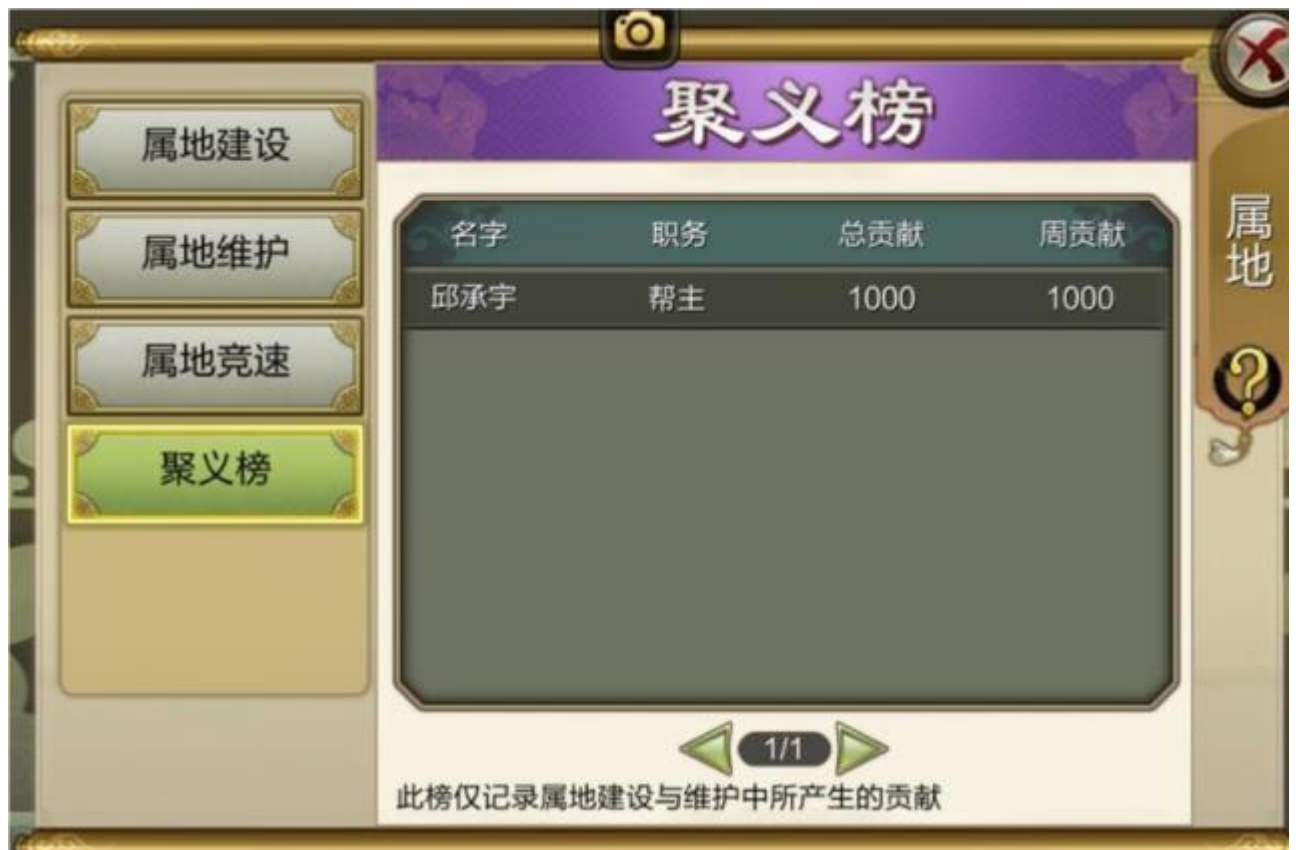 聚义榜
属地建设
属地维护
属地竞速
聚义榜
名字 职务 总贡献 周贡献
邱承宇 帮主 1000 1000
1/1
此榜仅记录属地建设与维护中所产生的贡献
属地
?